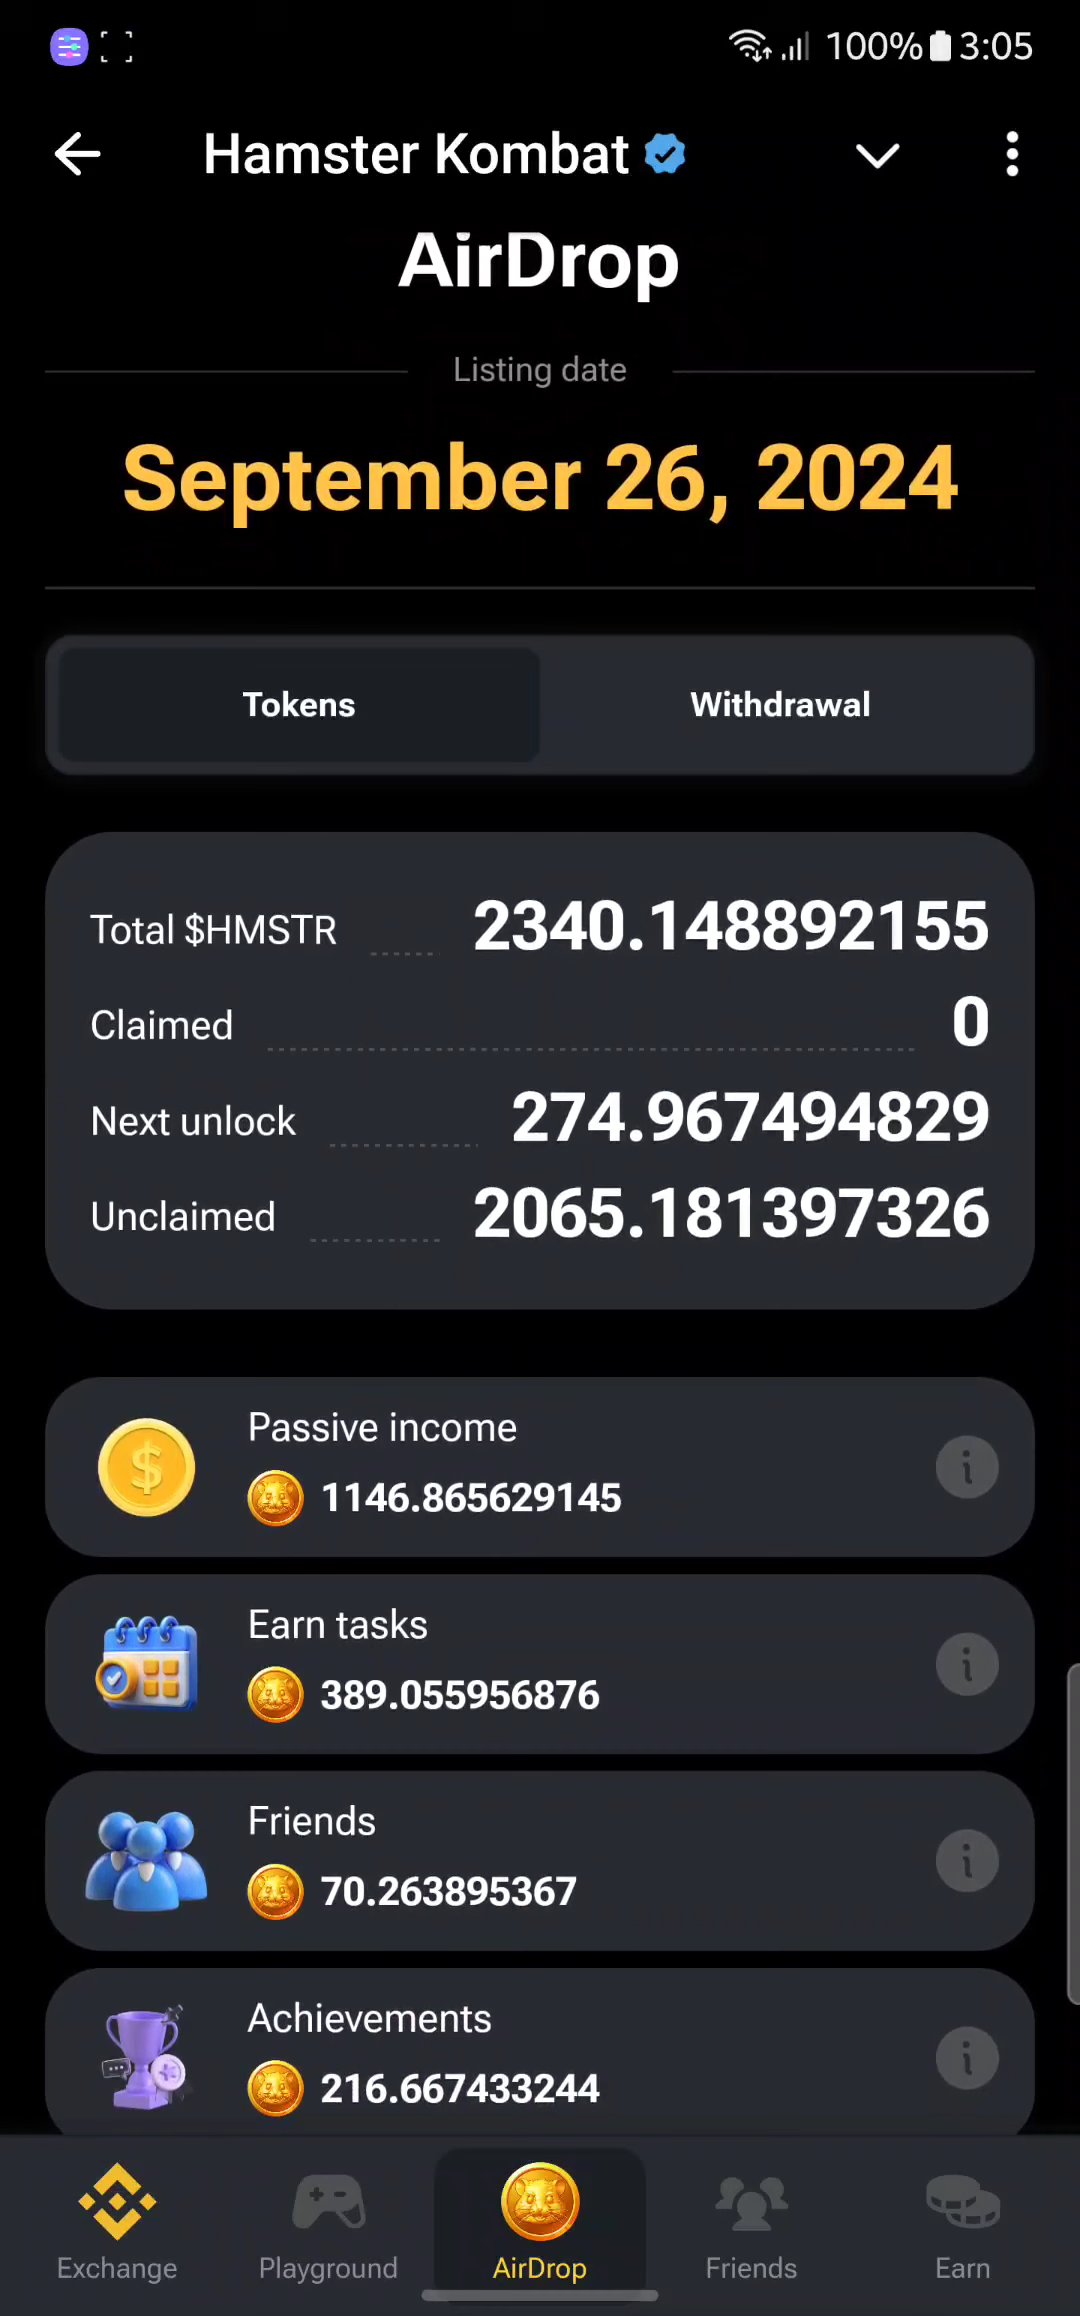 100% 3:05
Hamster Kombat
AirDrop
Listing date
September 26, 2024
Tokens
Withdrawal
Total $HMSTR 2340.148892155
Claimed 0
Next unlock 274.967494829
Unclaimed 2065.181397326
Passive income
1146.865629145
Earn tasks
389.055956876
Friends
70.263895367
Achievements
216.667433244
Exchange
Playground
AirDrop
Friends
Earn